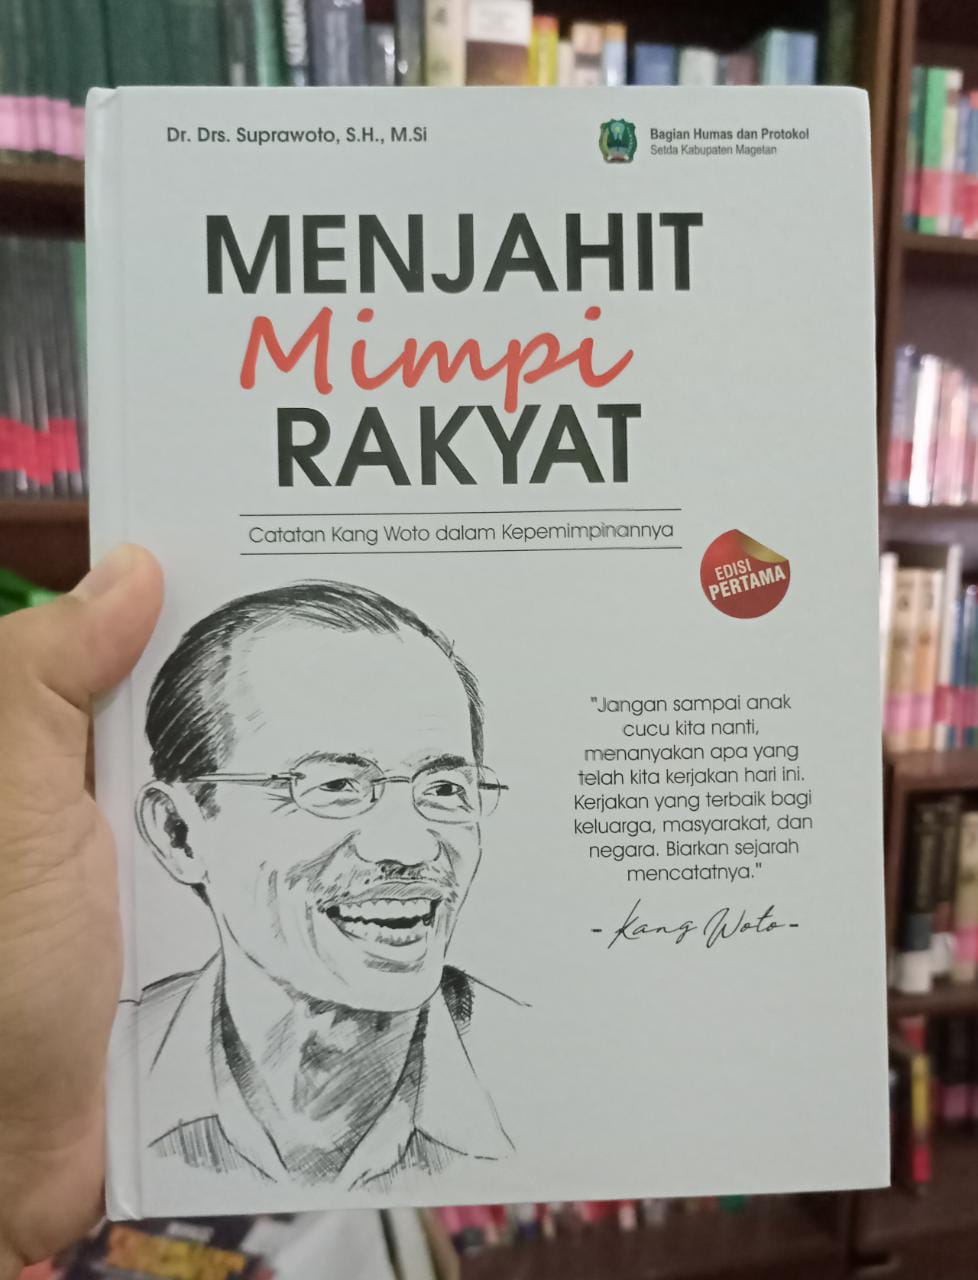 Dr. Drs. Suprawoto, S.H., M.Si
Bagian Humas dan Protokol
Setda Kabupaten Magetan
MENJAHIT
Mimpi
RAKYAT
Catatan Kang Woto dalam Kepemimpinannya
EDISI
PERTAMA
"Jangan sampai anak
cucu kita nanti,
menanyakan apa yang
telah kita kerjakan hari ini.
Kerjakan yang terbaik bagi
keluarga, masyarakat, dan
negara. Biarkan sejarah
mencatatnya."
- Kang Woto -